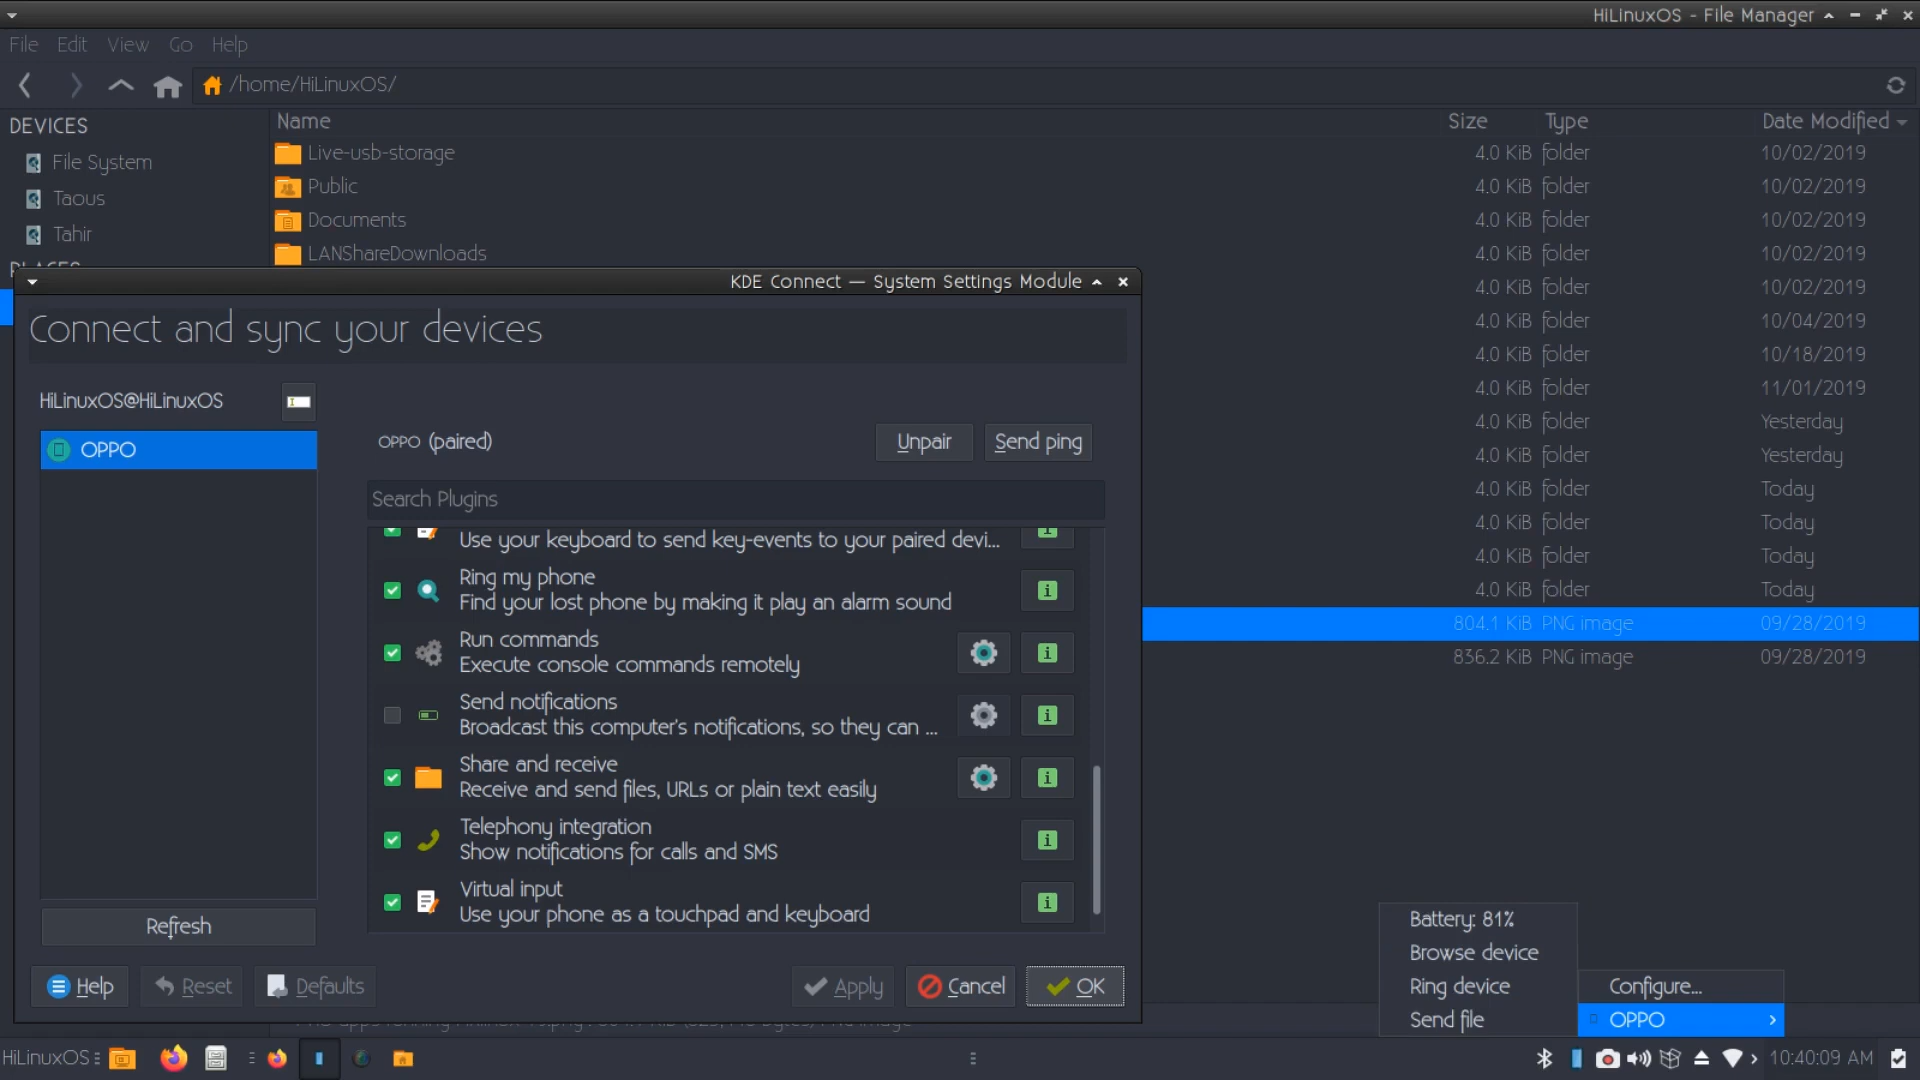 HiLinuxOS - File Manager
File Edit View Go Help
/home/HiLinuxOS/
DEVICES
File System
Taous
Tahir
PLACES
Name Size Type Date Modified
Live-usb-storage 4.0 KiB folder 10/02/2019
Public 4.0 KiB folder 10/02/2019
Documents 4.0 KiB folder 10/02/2019
LANShareDownloads 4.0 KiB folder 10/02/2019
4.0 KiB folder 10/02/2019
4.0 KiB folder 10/04/2019
4.0 KiB folder 10/18/2019
4.0 KiB folder 11/01/2019
4.0 KiB folder Yesterday
4.0 KiB folder Yesterday
4.0 KiB folder Today
4.0 KiB folder Today
4.0 KiB folder Today
4.0 KiB folder Today
804.1 KiB PNG image 09/28/2019
836.2 KiB PNG image 09/28/2019
KDE Connect — System Settings Module
Connect and sync your devices
HiLinuxOS@HiLinuxOS
OPPO
Refresh
OPPO (paired)
Unpair
Send ping
Search Plugins
Use your keyboard to send key-events to your paired devi...
Ring my phone
Find your lost phone by making it play an alarm sound
Run commands
Execute console commands remotely
Send notifications
Broadcast this computer's notifications, so they can ...
Share and receive
Receive and send files, URLs or plain text easily
Telephony integration
Show notifications for calls and SMS
Virtual input
Use your phone as a touchpad and keyboard
Help Reset Defaults Apply Cancel OK
Battery: 81%
Browse device
Ring device
Send file
Configure...
OPPO
HiLinuxOS
10:40:09 AM